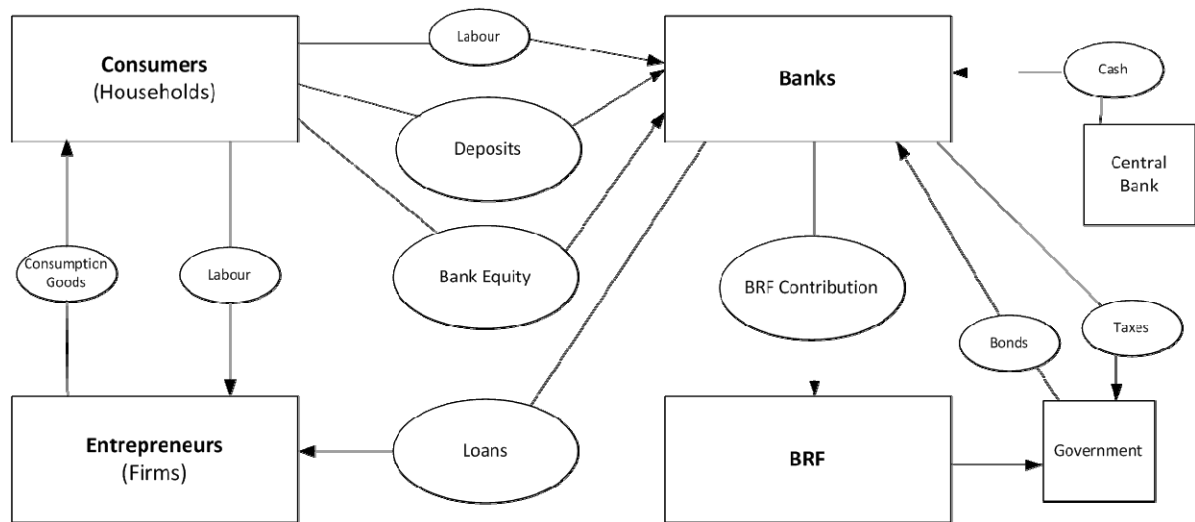 Labour
Consumers
(Households)
Banks
Cash
Deposits
Central
Bank
Consumption
Goods
Labour
Bank Equity
BRF Contribution
Bonds
Taxes
Entrepreneurs
(Firms)
Loans
BRF
Government